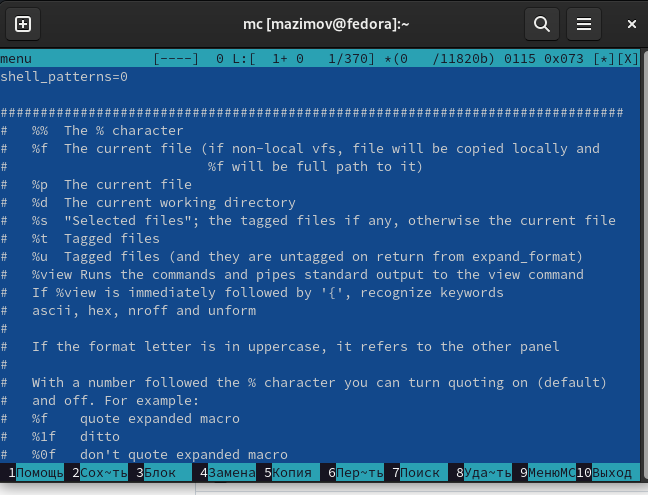 mc [mazimov@fedora]:~
menu [----] 0 L:[ 1+ 0 1/370] *(0 /11820b) 0115 0x073 [*][X]
shell_patterns=0
##############################################################################
# %% The % character
# %f The current file (if non-local vfs, file will be copied locally and
# %f will be full path to it)
# %p The current file
# %d The current working directory
# %s "Selected files"; the tagged files if any, otherwise the current file
# %t Tagged files
# %u Tagged files (and they are untagged on return from expand_format)
# %view Runs the commands and pipes standard output to the view command
# If %view is immediately followed by '{', recognize keywords
# ascii, hex, nroff and unform
#
# If the format letter is in uppercase, it refers to the other panel
#
# With a number followed the % character you can turn quoting on (default)
# and off. For example:
# %f quote expanded macro
# %1f ditto
# %0f don't quote expanded macro
1Помощь 2Сох~ть 3Блок 4Замена 5Копия 6Пер~ть 7Поиск 8Уда~ть 9МенюMC 10Выход